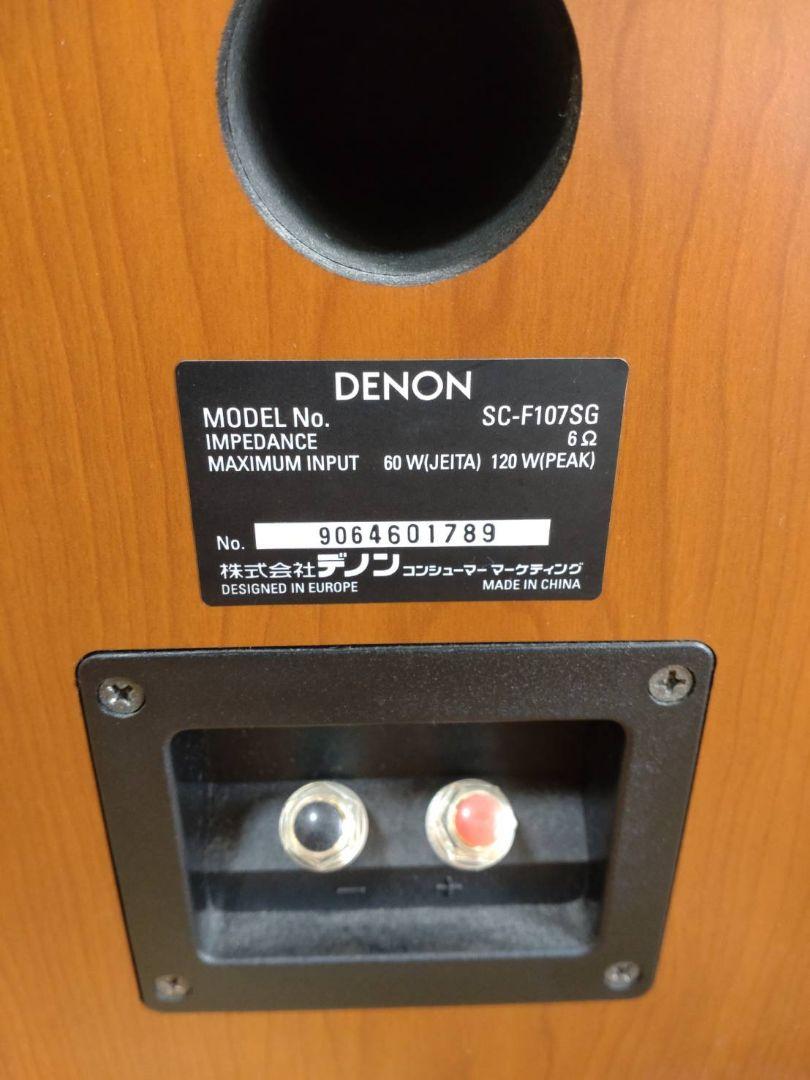 DENON
MODEL No. SC-F107SG
IMPEDANCE 6Ω
MAXIMUM INPUT 60 W(JEITA) 120 W(PEAK)
No. 9064601789
株式会社デノン コンシューマー マーケティング
DESIGNED IN EUROPE MADE IN CHINA
− +